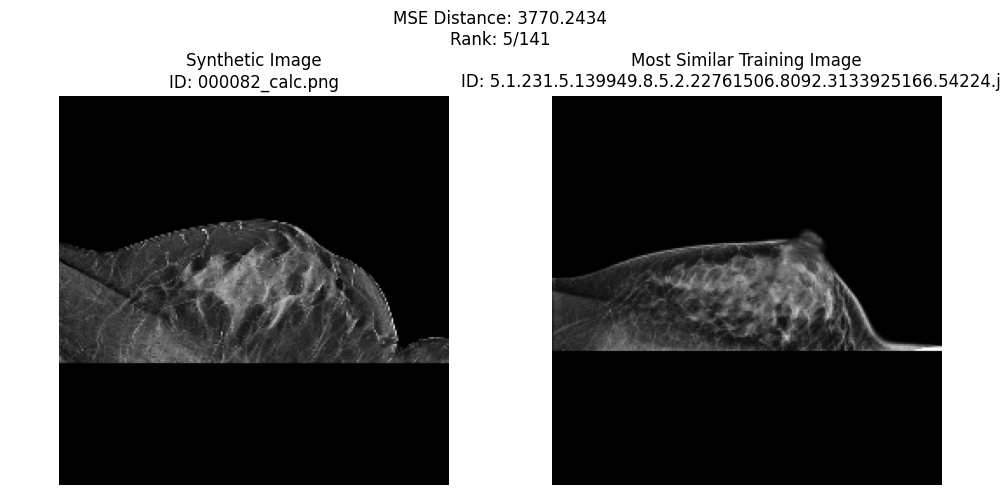 MSE Distance: 3770.2434
Rank: 5/141
Synthetic Image
ID: 000082_calc.png
Most Similar Training Image
ID: 5.1.231.5.139949.8.5.2.22761506.8092.3133925166.54224.j